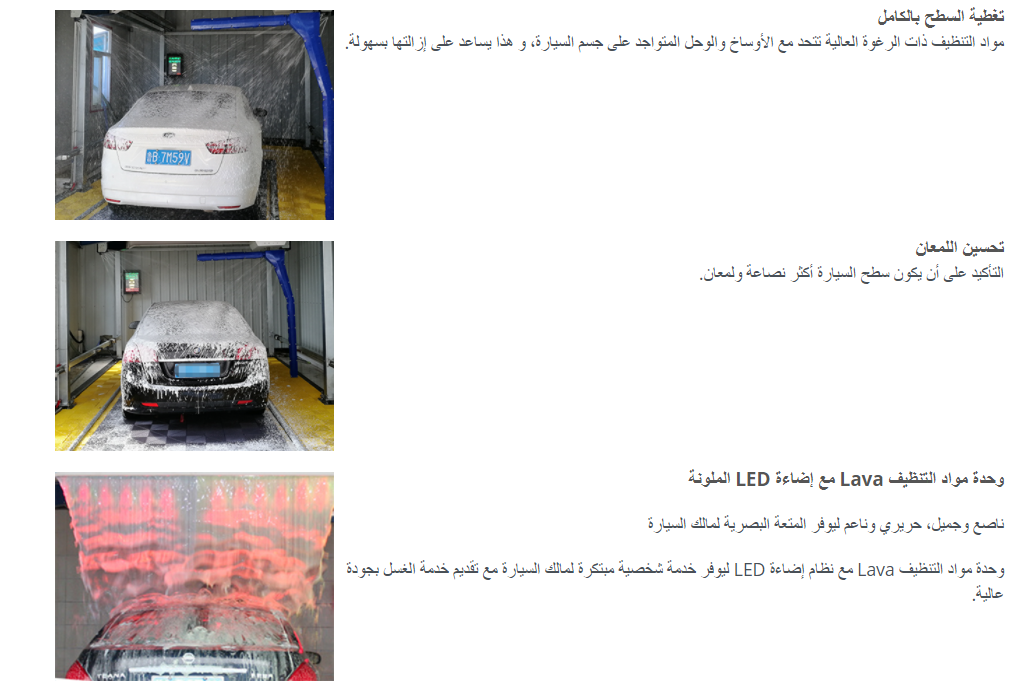 تغطية السطح بالكامل
مواد التنظيف ذات الرغوة العالية تتحد مع الأوساخ والوحل المتواجد على جسم السيارة، و هذا يساعد على إزالتها بسهولة.
B 7M59V
تحسين اللمعان
التأكيد على أن يكون سطح السيارة أكثر نصاعة ولمعان.
وحدة مواد التنظيف Lava مع إضاءة LED الملونة
ناصع وجميل، حريري وناعم ليوفر المتعة البصرية لمالك السيارة
وحدة مواد التنظيف Lava مع نظام إضاءة LED ليوفر خدمة شخصية مبتكرة لمالك السيارة مع تقديم خدمة الغسل بجودة
عالية.
TEANA